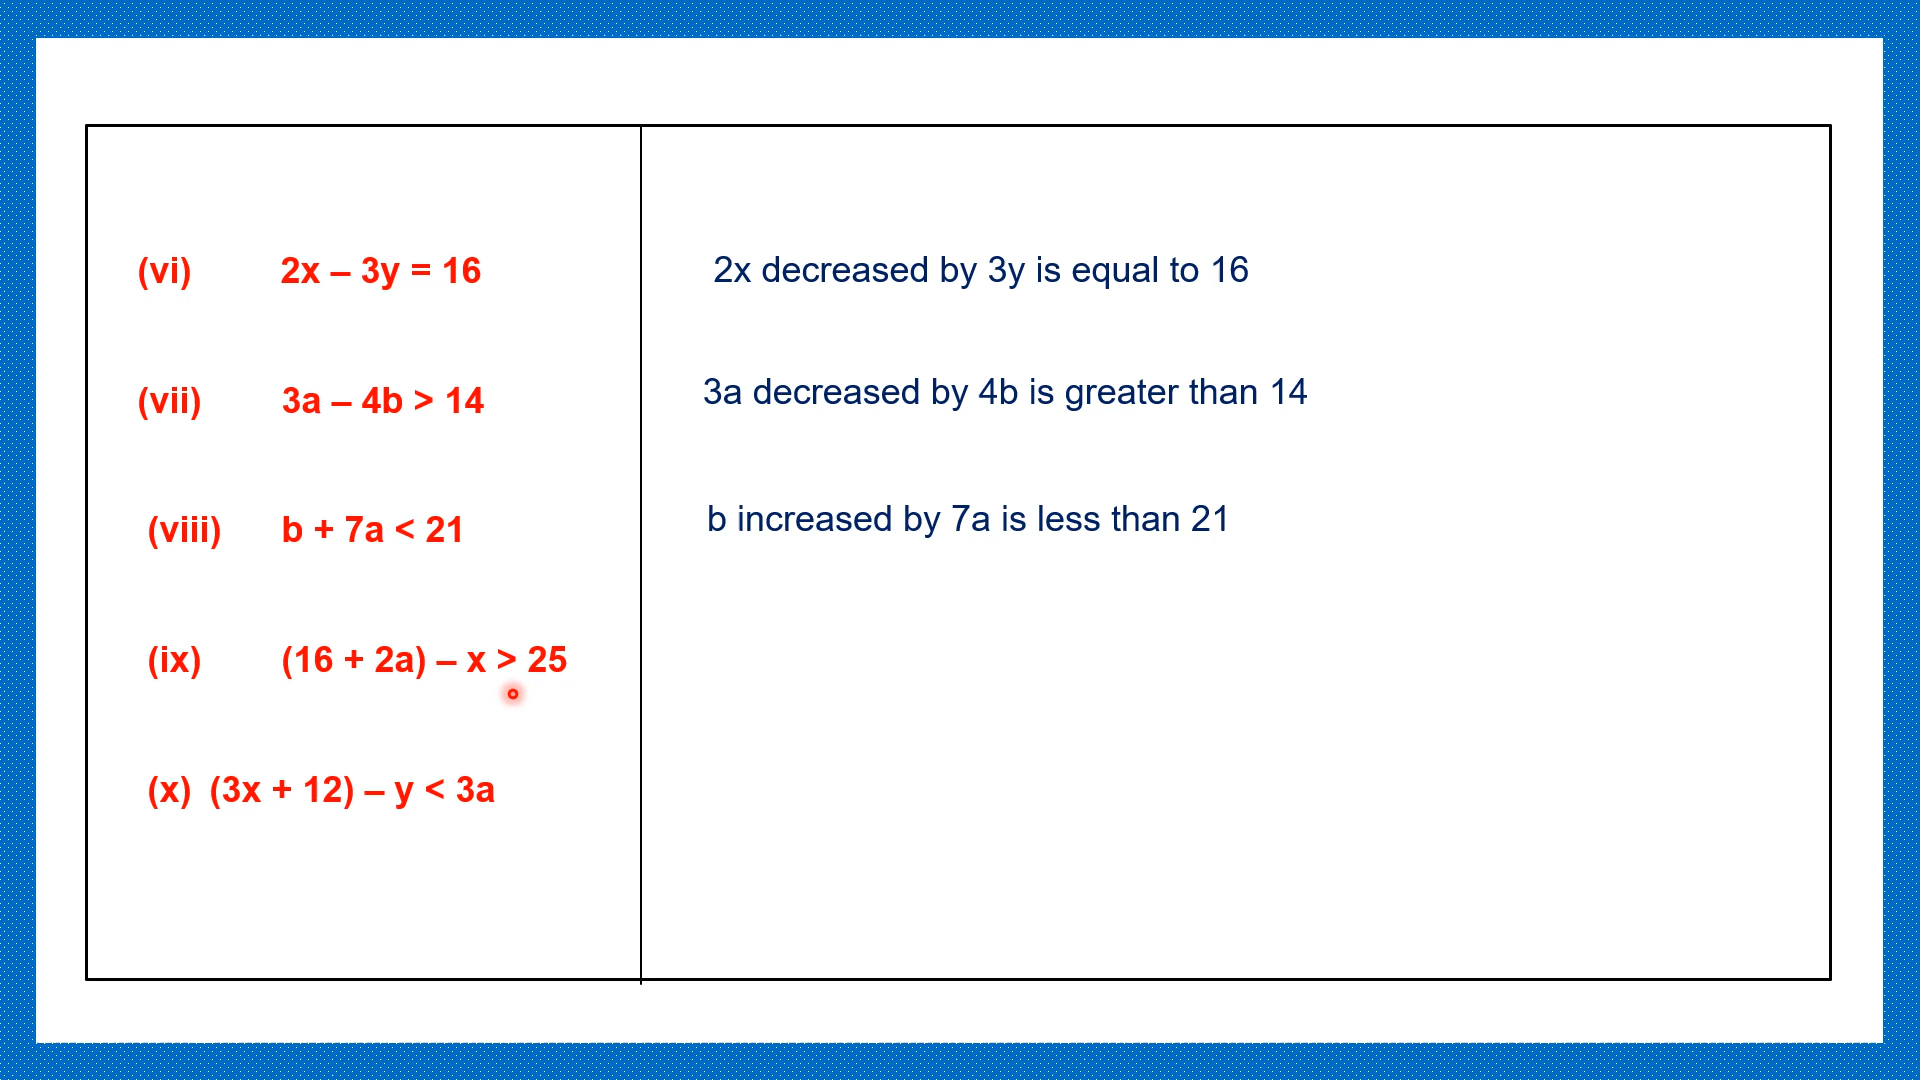 (vi) 2x – 3y = 16
2x decreased by 3y is equal to 16
(vii) 3a – 4b > 14
3a decreased by 4b is greater than 14
(viii) b + 7a < 21
b increased by 7a is less than 21
(ix) (16 + 2a) – x > 25
(x) (3x + 12) – y < 3a